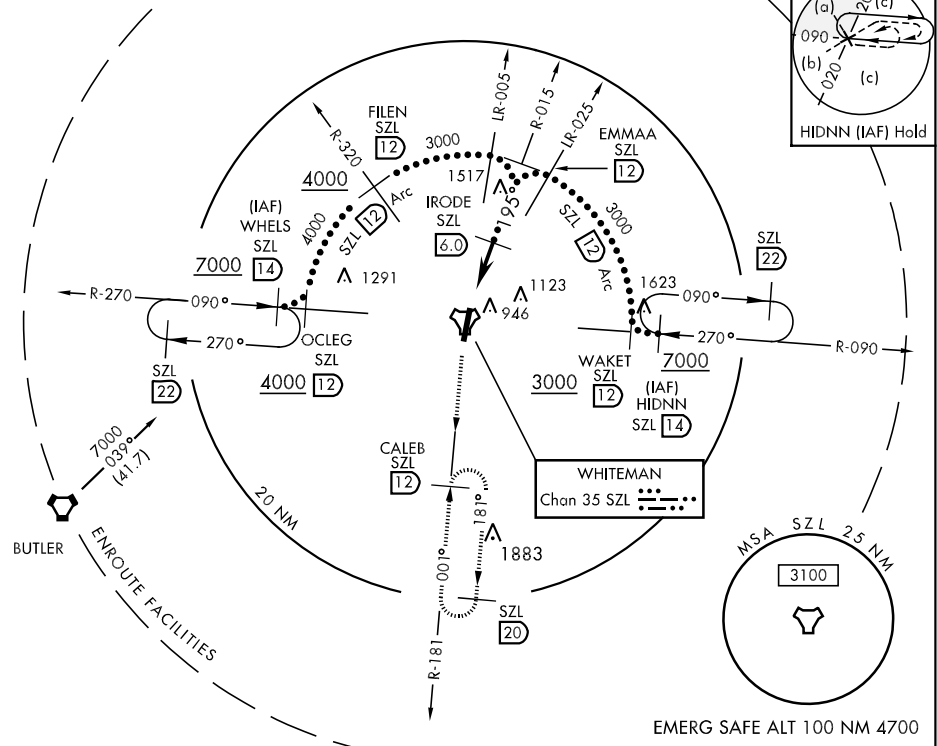 (a)
20
(c)
090
(b)
020
(c)
HIDNN (IAF) Hold
FILEN
SZL
12
3000
LR-005
R-015
LR-025
EMMAA
SZL
12
R-320
4000
1517
195°
IRODE
SZL
6.0
SZL 12 Arc
4000
3000
SZL 12 Arc
(IAF)
WHELS
SZL
14
7000
1291
1123
946
1623
SZL
22
R-270
090°
270°
090°
270°
R-090
OCLEG
SZL
4000 12
SZL
22
WAKET
SZL
3000 12
7000
(IAF)
HIDNN
SZL 14
7000
039°
(41.7)
BUTLER
CALEB
SZL
12
WHITEMAN
Chan 35 SZL
181°
001°
1883
20 NM
ENROUTE FACILITIES
SZL
20
R-181
MSA SZL 25 NM
3100
EMERG SAFE ALT 100 NM 4700